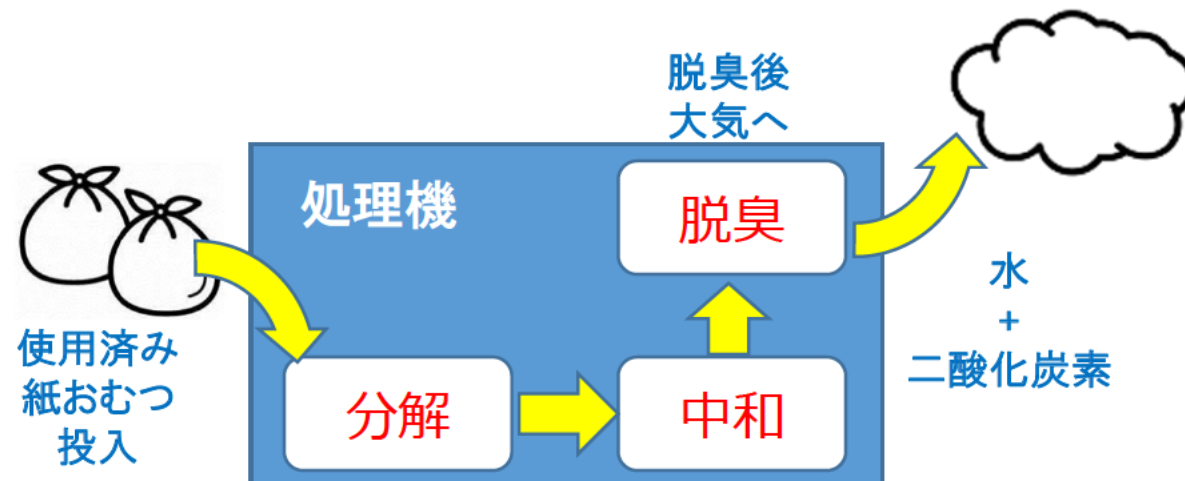 使用済み
紙おむつ
投入
処理機
分解
中和
脱臭
脱臭後
大気へ
水
+
二酸化炭素